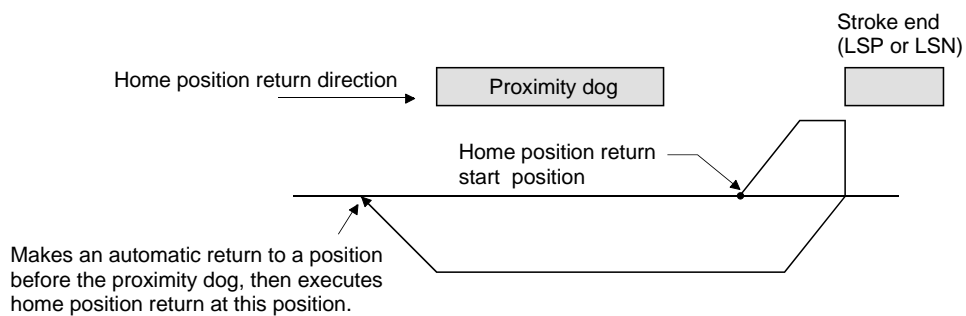 Stroke end
(LSP or LSN)
Home position return direction
Proximity dog
Home position return
start position
Makes an automatic return to a position
before the proximity dog, then executes
home position return at this position.